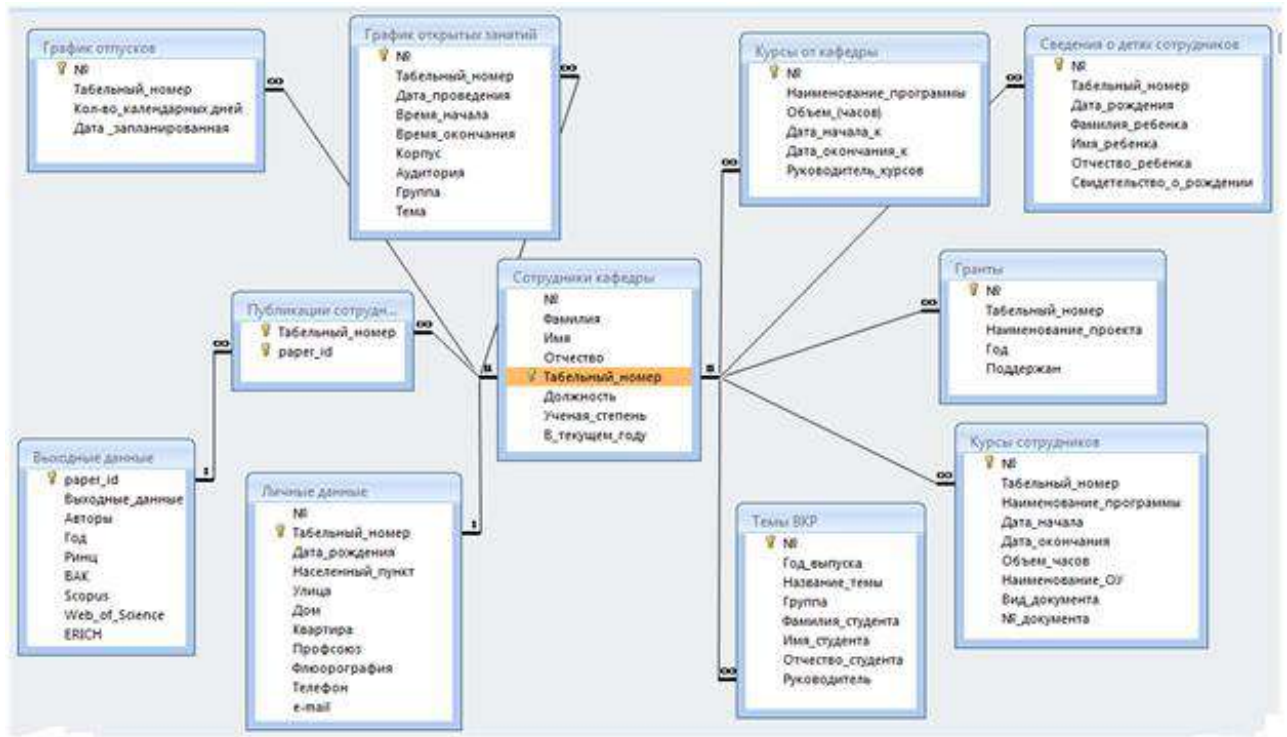 График отпусков
№
Табельный_номер
Кол-во_календарных дней
Дата _запланированная
График открытых занятий
№
Табельный_номер
Дата_проведения
Время_начала
Время_окончания
Корпус
Аудитория
Группа
Тема
Курсы от кафедры
№
Наименование_программы
Объем_(часов)
Дата_начала_к
Дата_окончания_к
Руководитель_курсов
Сведения о детях сотрудников
№
Табельный_номер
Дата_рождения
Фамилия_ребенка
Имя_ребенка
Отчество_ребенка
Свидетельство_о_рождении
Публикации сотрудн...
Табельный_номер
paper_id
Сотрудники кафедры
№
Фамилия
Имя
Отчество
Табельный_номер
Должность
Ученая_степень
В_текущем_году
Гранты
№
Табельный_номер
Наименование_проекта
Год
Поддержан
Выходные данные
paper_id
Выходные_данные
Авторы
Год
Ринц
ВАК
Scopus
Web_of_Science
ERICH
Личные данные
№
Табельный_номер
Дата_рождения
Населенный_пункт
Улица
Дом
Квартира
Профсоюз
Флюорография
Телефон
e-mail
Темы ВКР
№
Год_выпуска
Название_темы
Группа
Фамилия_студента
Имя_студента
Отчество_студента
Руководитель
Курсы сотрудников
№
Табельный_номер
Наименование_программы
Дата_начала
Дата_окончания
Объем_часов
Наименование_ОУ
Вид_документа
№_документа